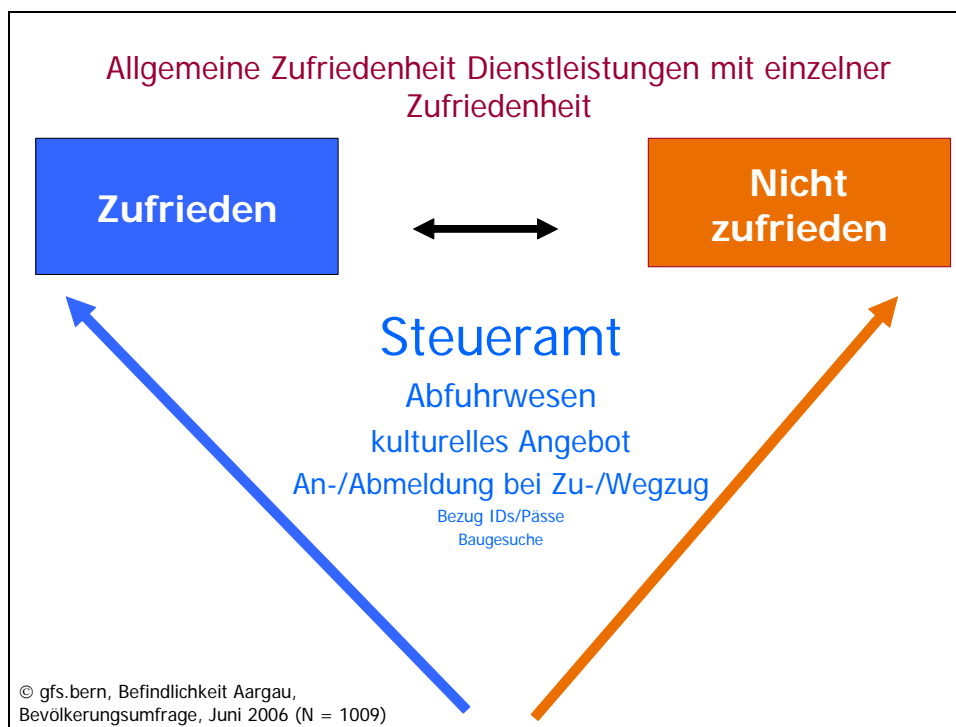 Allgemeine Zufriedenheit Dienstleistungen mit einzelner
Zufriedenheit
Zufrieden
Nicht
zufrieden
Steueramt
Abfuhrwesen
kulturelles Angebot
An-/Abmeldung bei Zu-/Wegzug
Bezug IDs/Pässe
Baugesuche
© gfs.bern, Befindlichkeit Aargau,
Bevölkerungsumfrage, Juni 2006 (N = 1009)